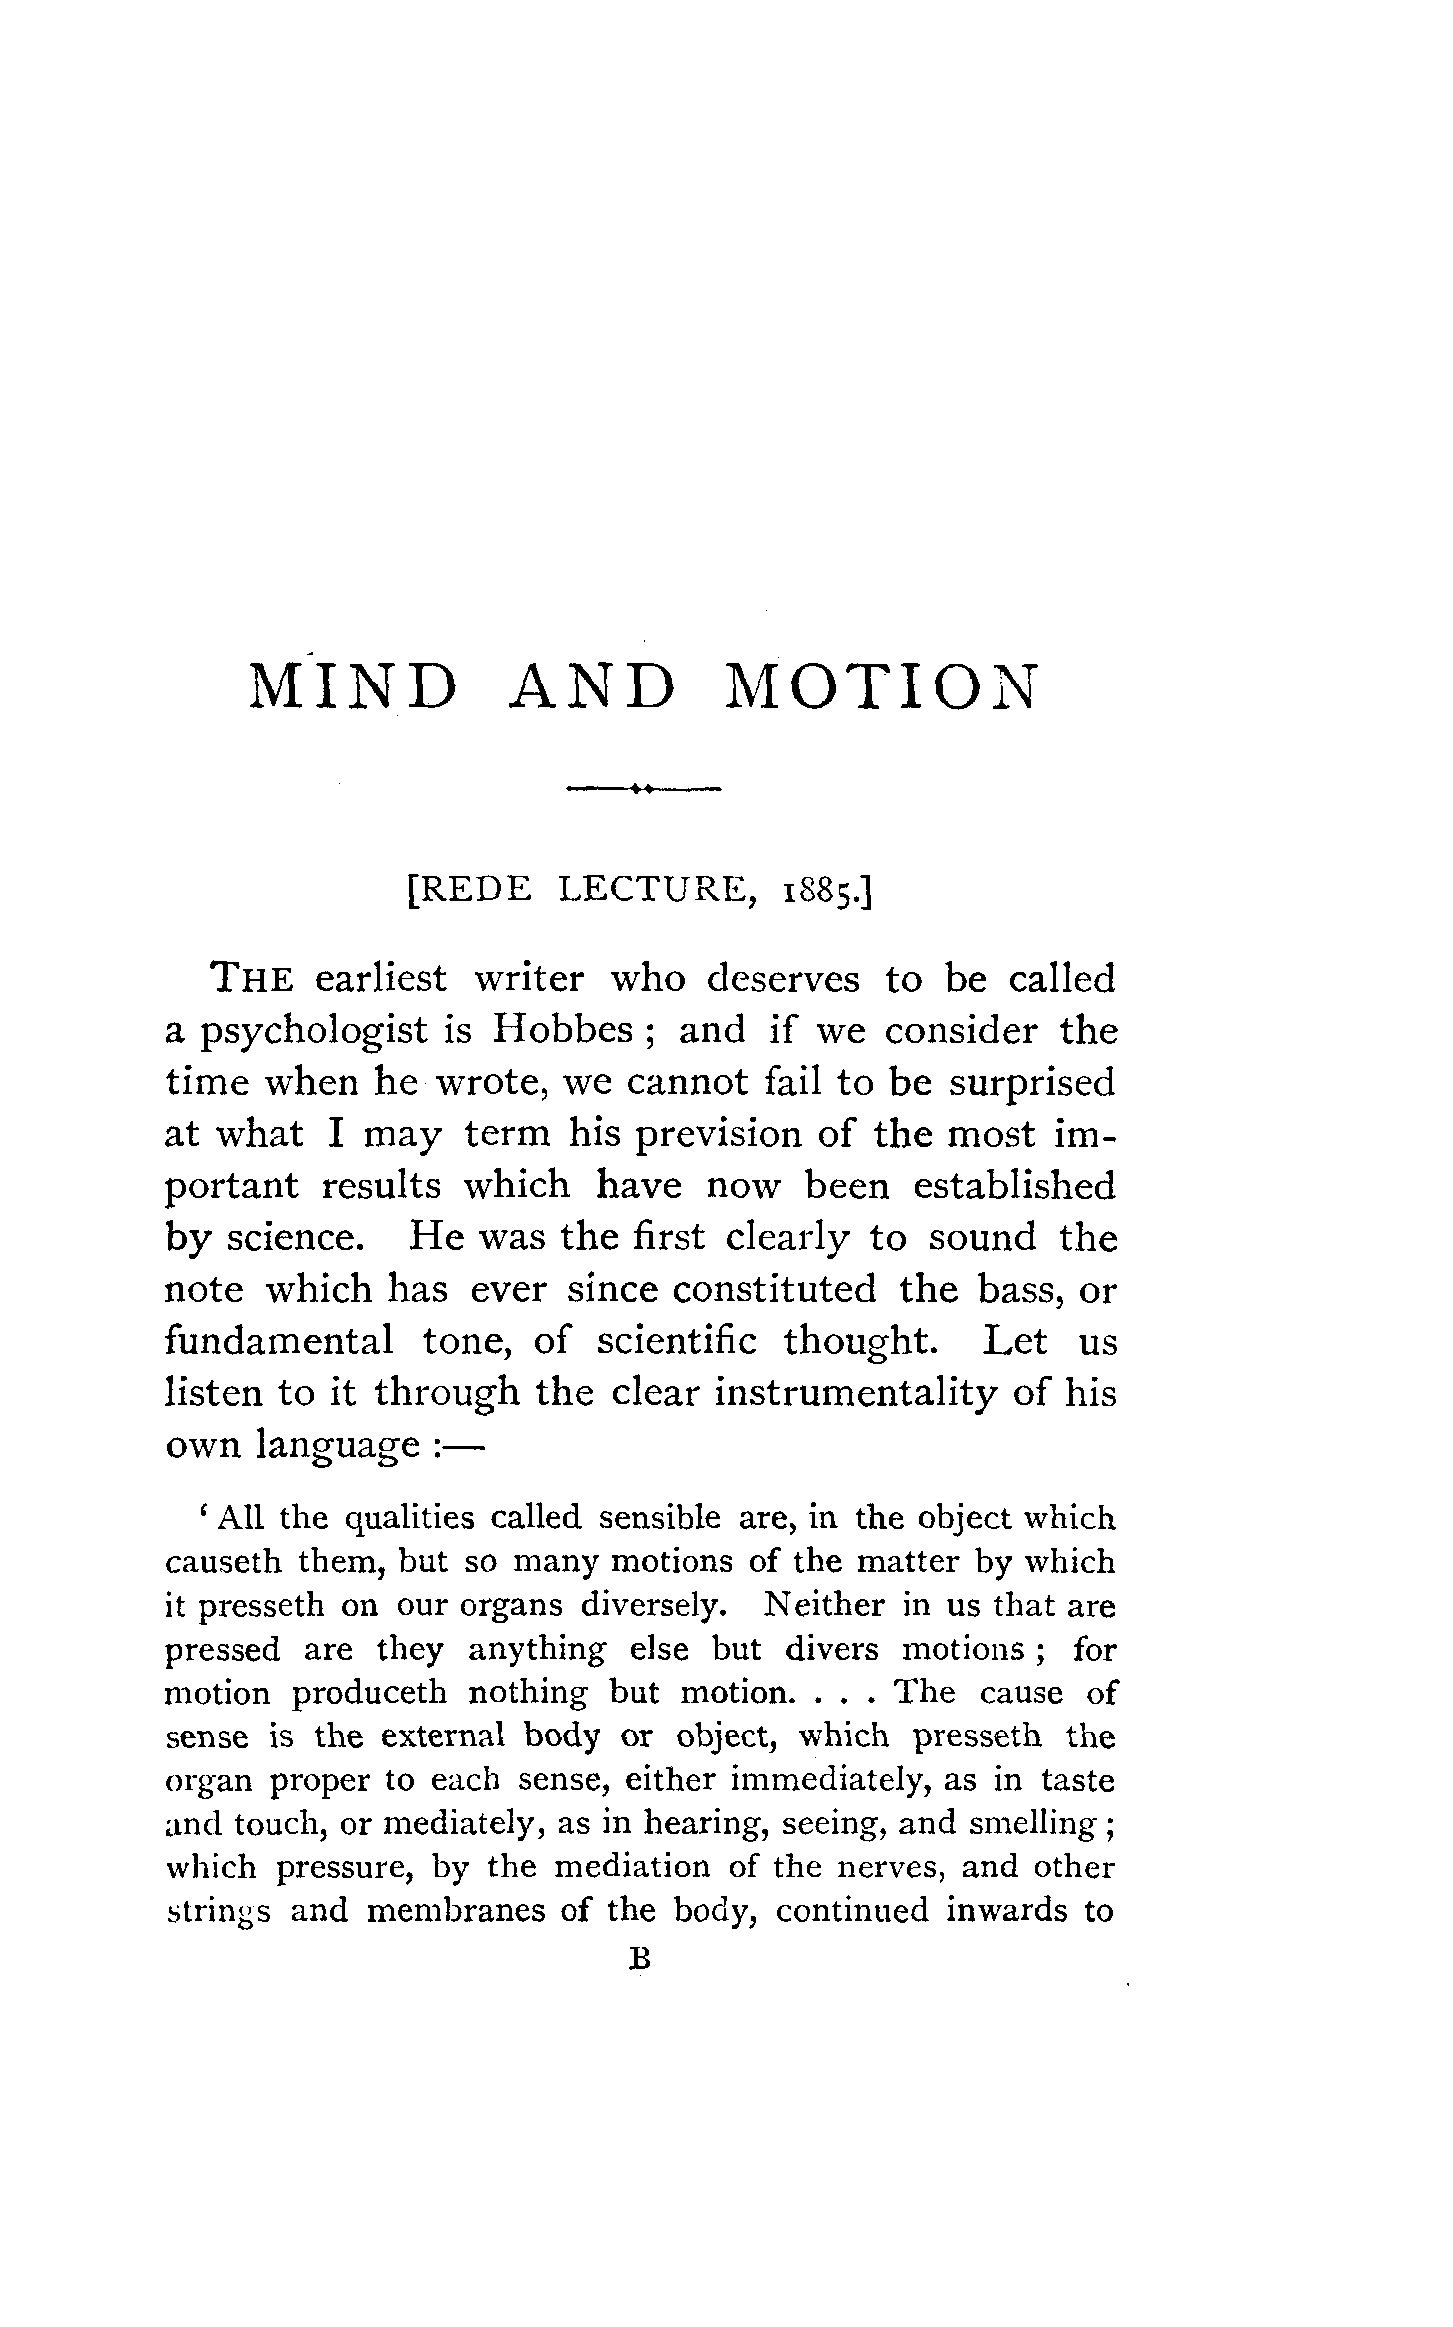 MIND AND MOTION
[REDE LECTURE, 1885.]
THE earliest writer who deserves to be called
a psychologist is Hobbes ; and if we consider the
time when he wrote, we cannot fail to be surprised
at what I may term his prevision of the most im-
portant results which have now been established
by science. He was the first clearly to sound the
note which has ever since constituted the bass, or
fundamental tone, of scientific thought. Let us
listen to it through the clear instrumentality of his
own language :—
‘ All the qualities called sensible are, in the object which
causeth them, but so many motions of the matter by which
it presseth on our organs diversely. Neither in us that are
pressed are they anything else but divers motions ; for
motion produceth nothing but motion. . . . The cause of
sense is the external body or object, which presseth the
organ proper to each sense, either immediately, as in taste
and touch, or mediately, as in hearing, seeing, and smelling ;
which pressure, by the mediation of the nerves, and other
strings and membranes of the body, continued inwards to
B